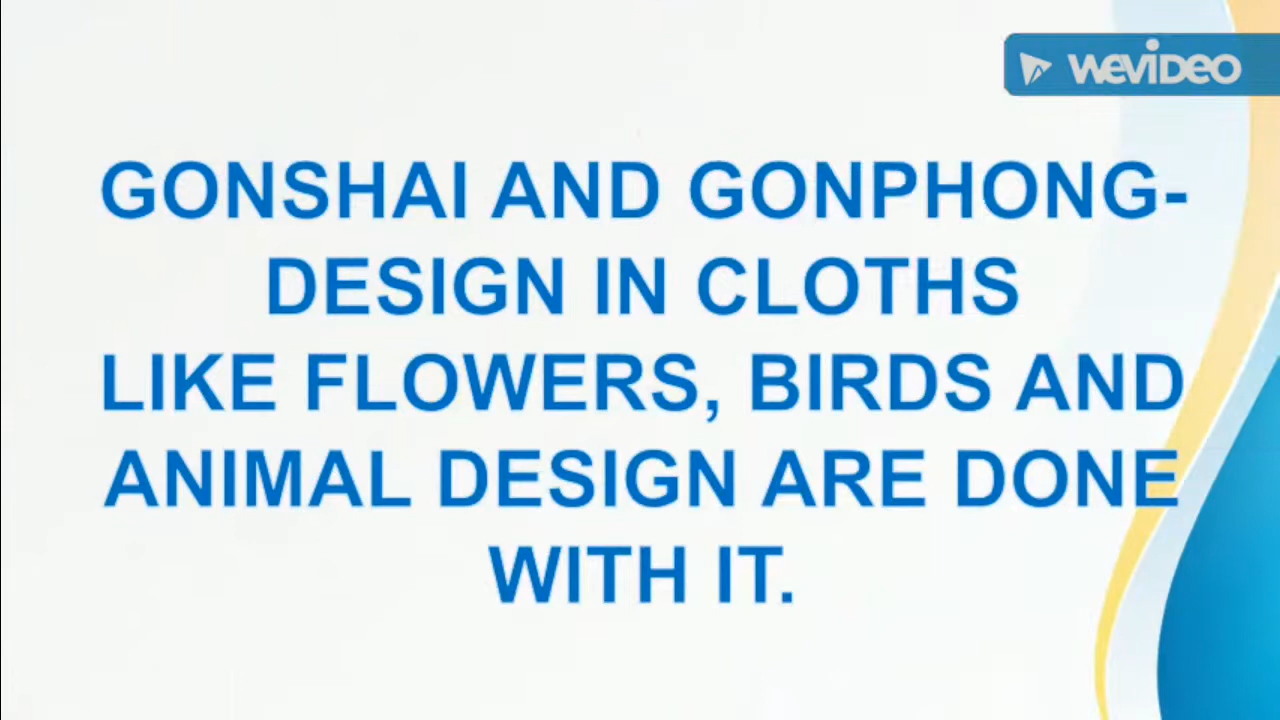 WEVIDEO
GONSHAI AND GONPHONG-
DESIGN IN CLOTHS
LIKE FLOWERS, BIRDS AND
ANIMAL DESIGN ARE DONE
WITH IT.